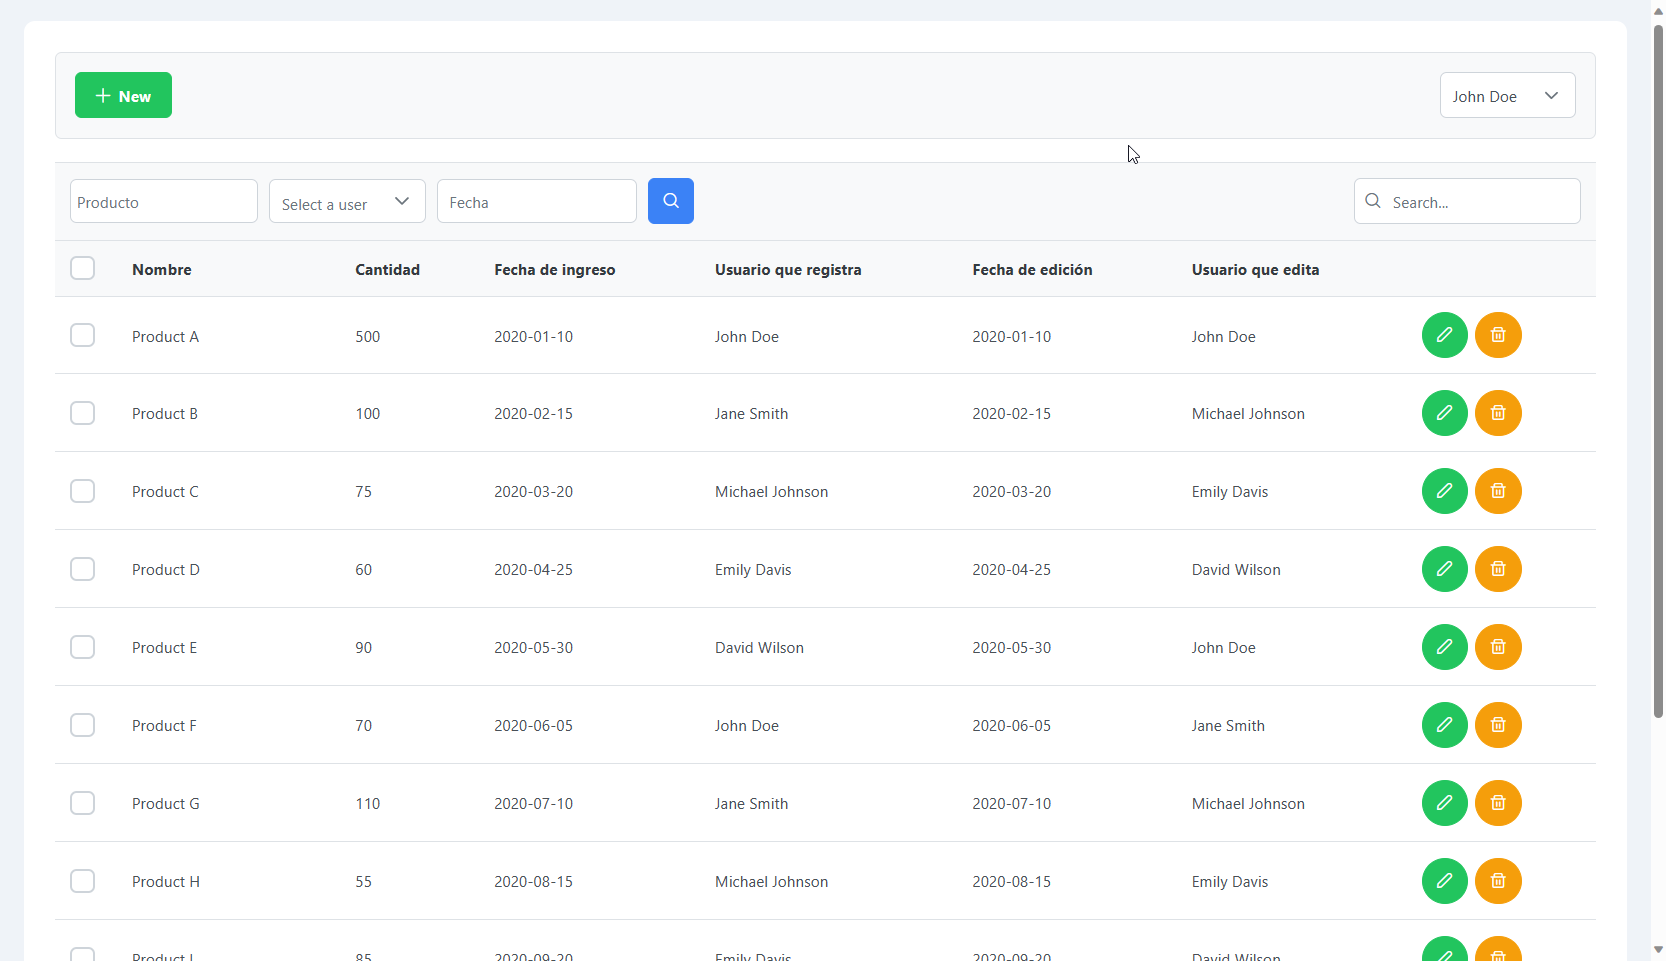 New
John Doe
Producto Select a user Fecha Search...
Nombre Cantidad Fecha de ingreso Usuario que registra Fecha de edición Usuario que edita
Product A 500 2020-01-10 John Doe 2020-01-10 John Doe
Product B 100 2020-02-15 Jane Smith 2020-02-15 Michael Johnson
Product C 75 2020-03-20 Michael Johnson 2020-03-20 Emily Davis
Product D 60 2020-04-25 Emily Davis 2020-04-25 David Wilson
Product E 90 2020-05-30 David Wilson 2020-05-30 John Doe
Product F 70 2020-06-05 John Doe 2020-06-05 Jane Smith
Product G 110 2020-07-10 Jane Smith 2020-07-10 Michael Johnson
Product H 55 2020-08-15 Michael Johnson 2020-08-15 Emily Davis
Product I 85 2020-09-20 Emily Davis 2020-09-20 David Wilson